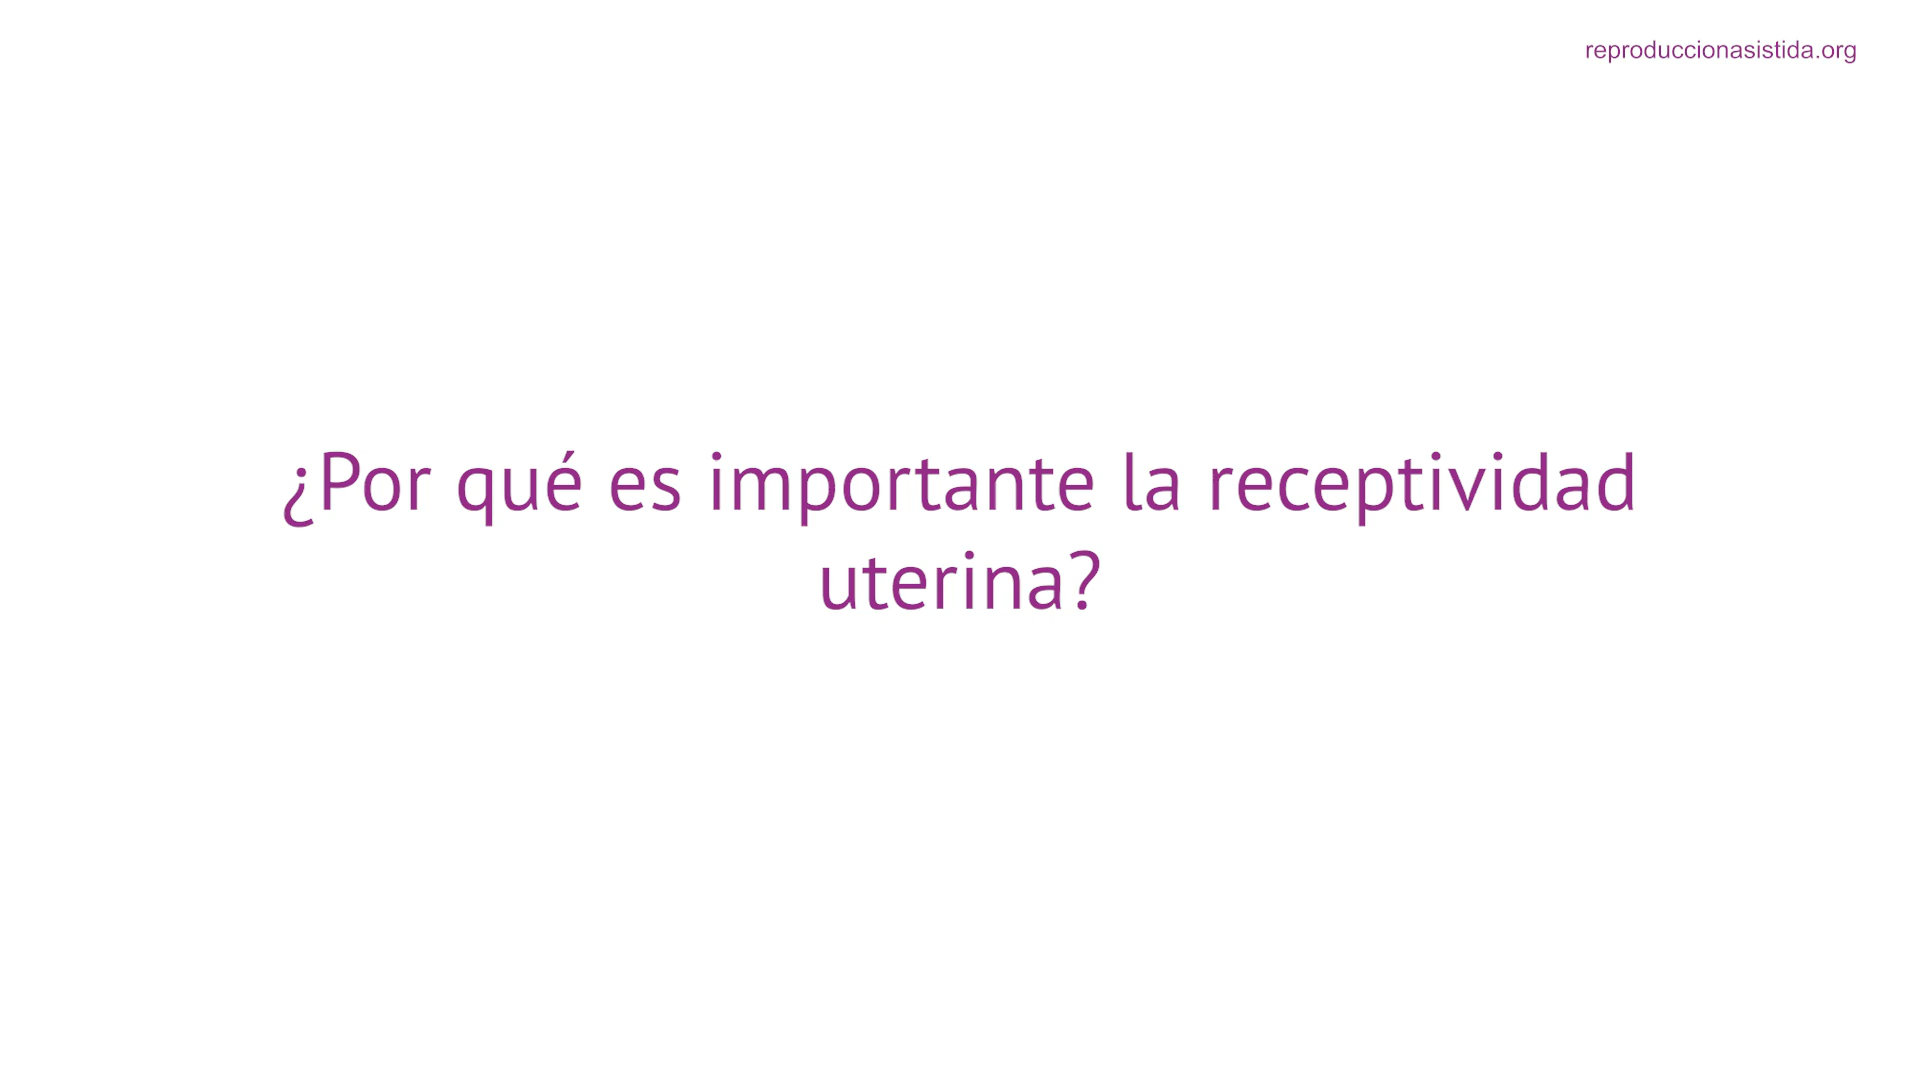 reproduccionasistida.org
¿Por qué es importante la receptividad
uterina?